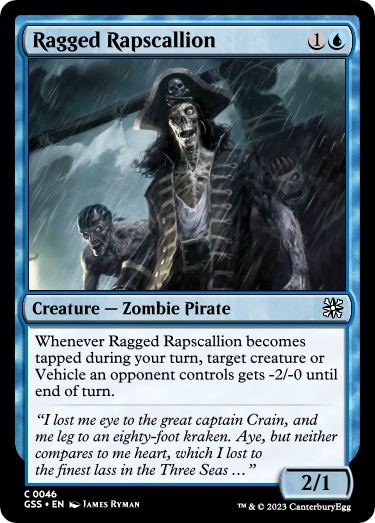 Ragged Rapscallion 1
Creature — Zombie Pirate
Whenever Ragged Rapscallion becomes
tapped during your turn, target creature or
Vehicle an opponent controls gets -2/-0 until
end of turn.
“I lost me eye to the great captain Crain, and
me leg to an eighty-foot kraken. Aye, but neither
compares to me heart, which I lost to
the finest lass in the Three Seas …”
2/1
C 0046
GSS • EN James Ryman
™ & © 2023 CanterburyEgg